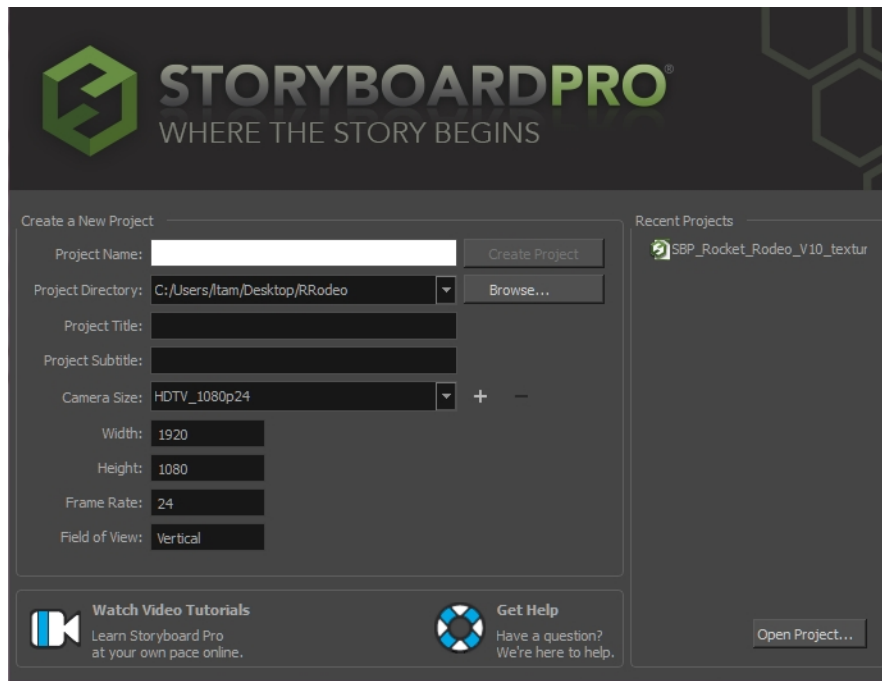 STORYBOARDPRO®
WHERE THE STORY BEGINS
Create a New Project
Project Name:
Create Project
Project Directory: C:/Users/ltam/Desktop/RRodeo
Browse...
Project Title:
Project Subtitle:
Camera Size: HDTV_1080p24
Width: 1920
Height: 1080
Frame Rate: 24
Field of View: Vertical
Recent Projects
SBP_Rocket_Rodeo_V10_textur
Watch Video Tutorials
Learn Storyboard Pro
at your own pace online.
Get Help
Have a question?
We're here to help.
Open Project...